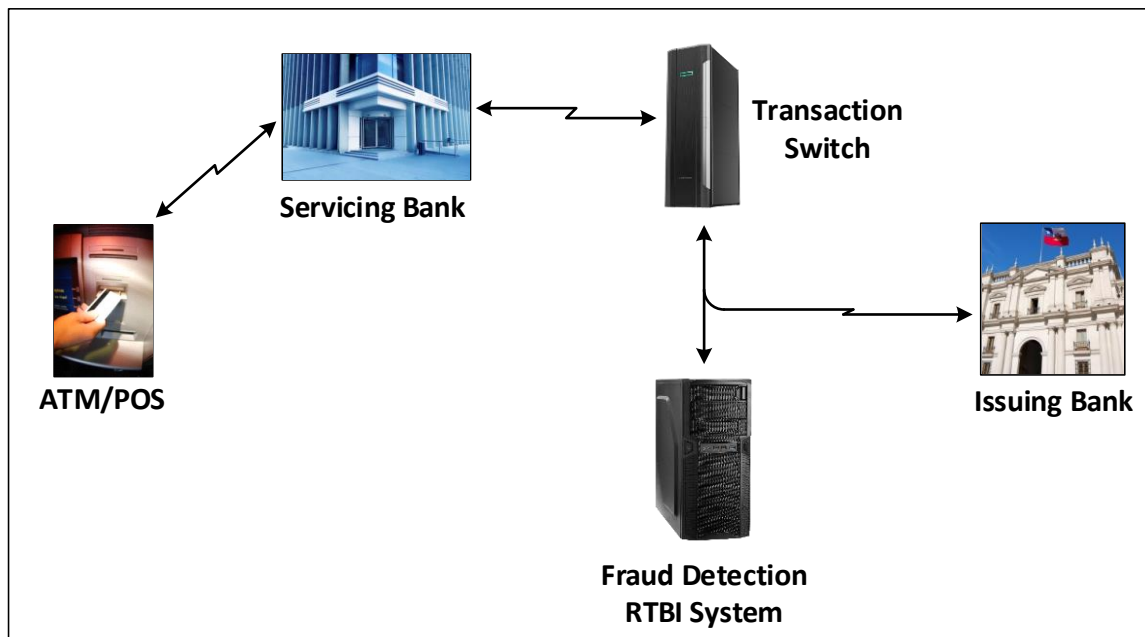 Transaction
Switch
Servicing Bank
ATM/POS
Issuing Bank
Fraud Detection
RTBI System